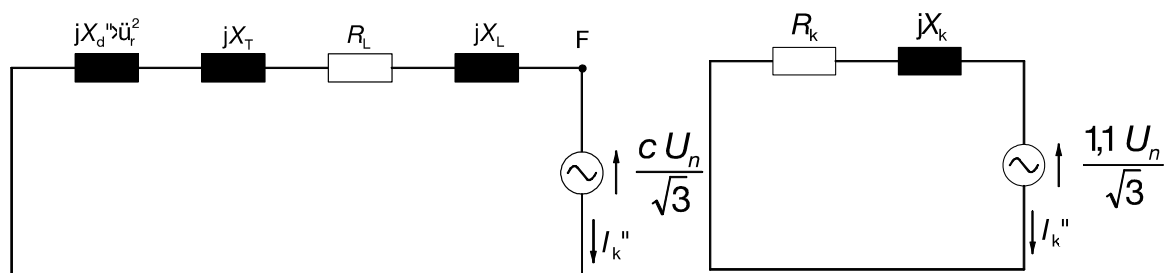 jX_d"·ü_r^2
jX_T
R_L
jX_L
F
c U_n
√3
I_k"
R_k
jX_k
1,1 U_n
√3
I_k"